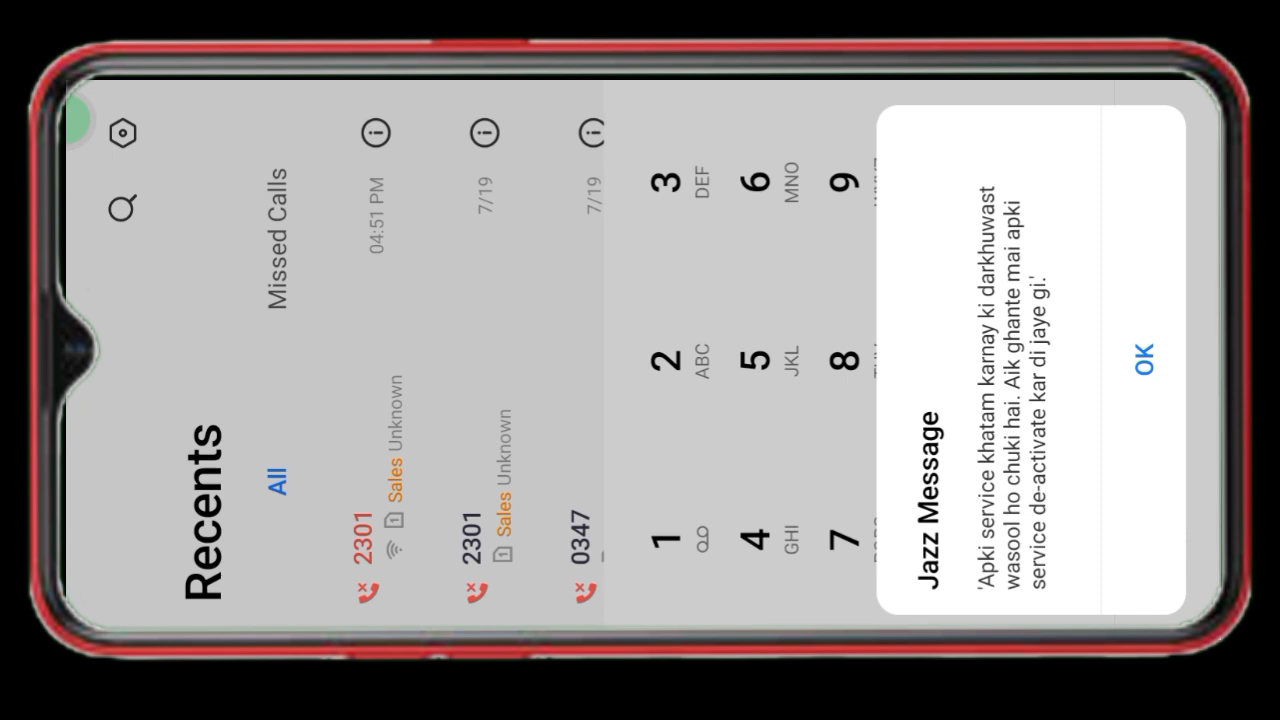 Recents
All Missed Calls
2301 04:51 PM
1 Sales Unknown
2301 7/19
1 Sales Unknown
0347 7/19
1 2 3
ABC DEF
4 5 6
GHI JKL MNO
7 8 9
Jazz Message
'Apki service khatam karnay ki darkhuwast
wasool ho chuki hai. Aik ghante mai apki
service de-activate kar di jaye gi.'
OK